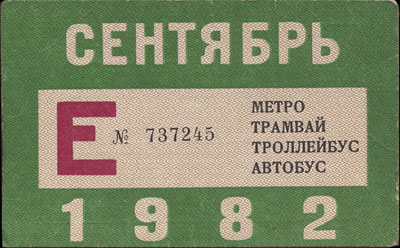 СЕНТЯБРЬ
Е № 737245
МЕТРО
ТРАМВАЙ
ТРОЛЛЕЙБУС
АВТОБУС
1982